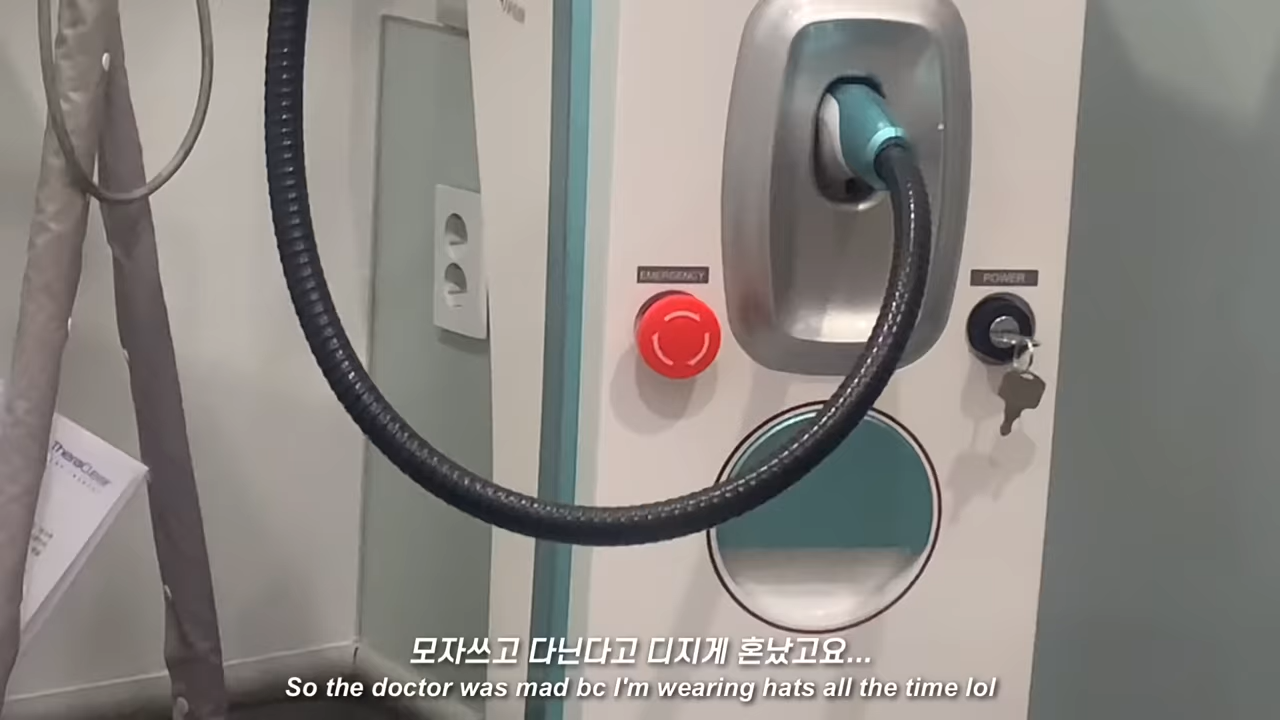 EMERGENCY
POWER
TheraClear
모자쓰고 다닌다고 디지게 혼났고요...
So the doctor was mad bc I'm wearing hats all the time lol